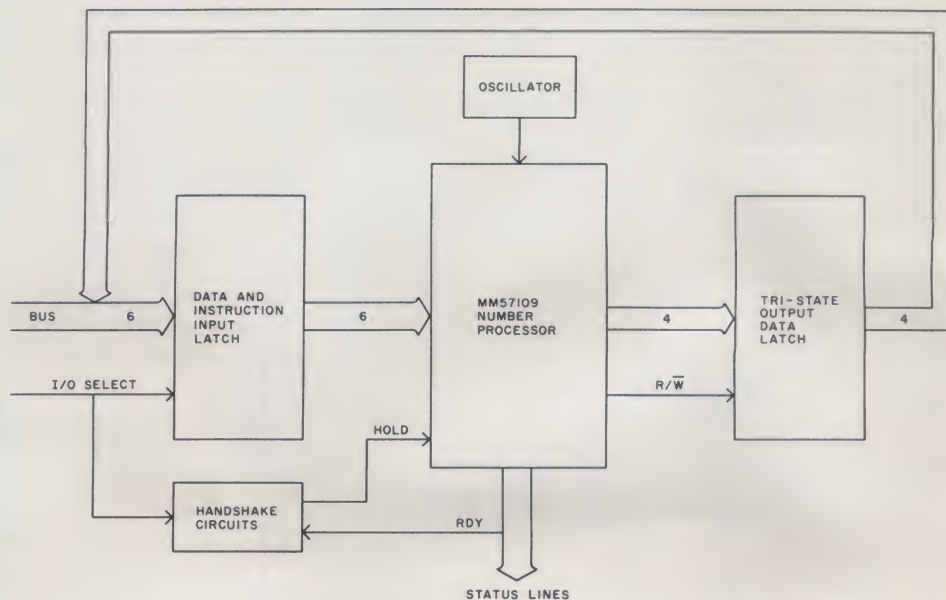 OSCILLATOR
DATA AND
INSTRUCTION
INPUT
LATCH
MM57109
NUMBER
PROCESSOR
TRI-STATE
OUTPUT
DATA
LATCH
BUS 6
6
4
4
I/O SELECT
R/W̅
HOLD
HANDSHAKE
CIRCUITS
RDY
STATUS LINES